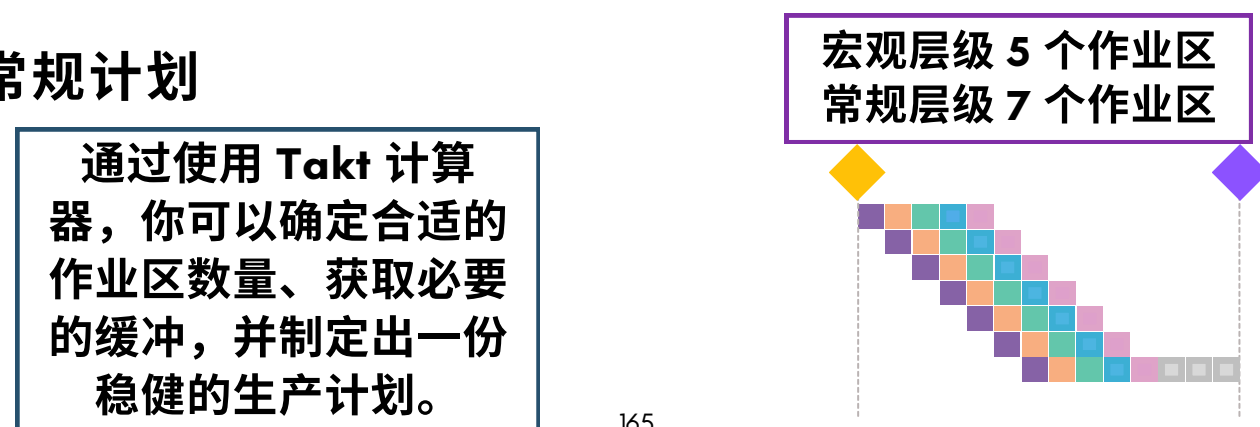 常规计划
宏观层级 5 个作业区
常规层级 7 个作业区
通过使用 Takt 计算
器，你可以确定合适的
作业区数量、获取必要
的缓冲，并制定出一份
稳健的生产计划。
165